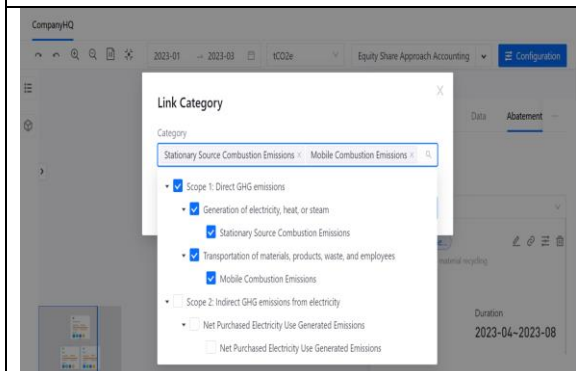 CompanyHQ
2023-01 → 2023-03 tCO2e Equity Share Approach Accounting Configuration
Link Category X
Data Abatement ...
Category
Stationary Source Combustion Emissions × Mobile Combustion Emissions ×
Scope 1: Direct GHG emissions
Generation of electricity, heat, or steam
Stationary Source Combustion Emissions
Transportation of materials, products, waste, and employees
Mobile Combustion Emissions
material recycling
Scope 2: Indirect GHG emissions from electricity
Net Purchased Electricity Use Generated Emissions
Duration
2023-04~2023-08
Net Purchased Electricity Use Generated Emissions